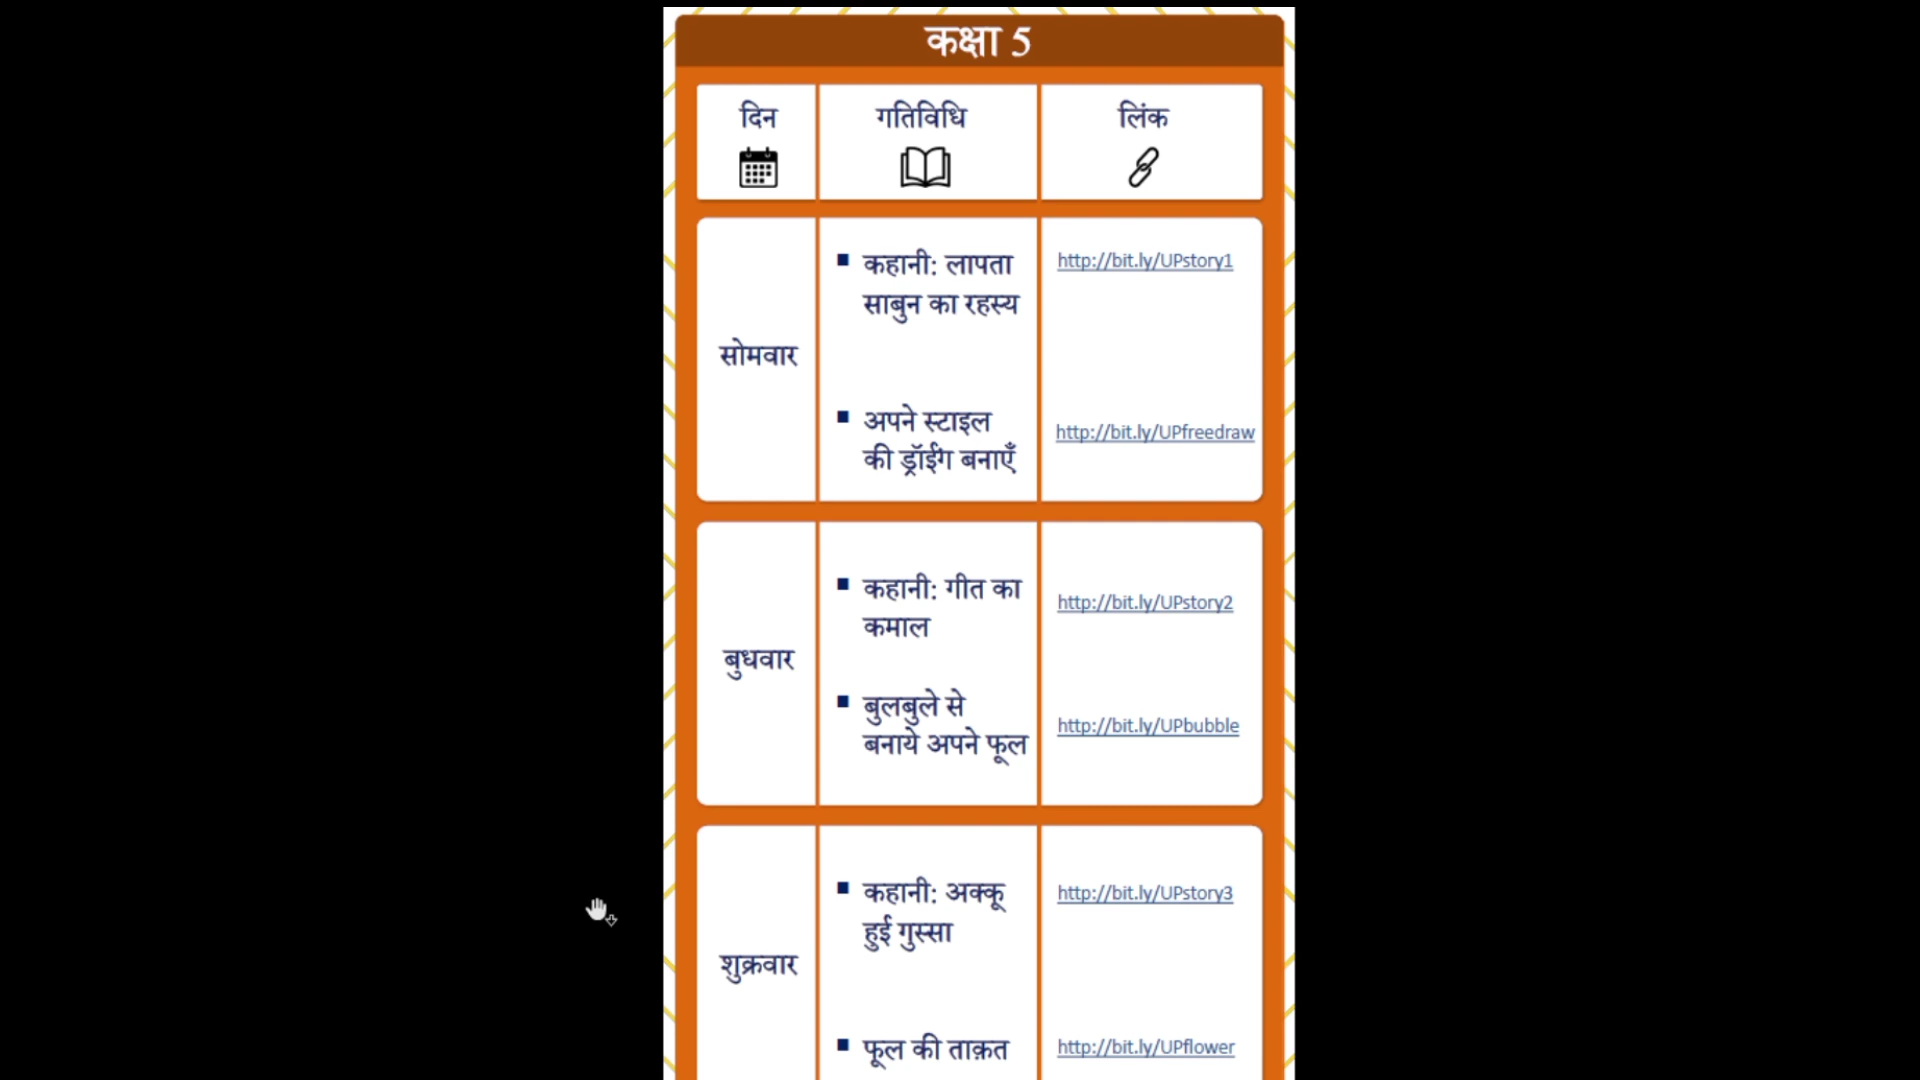 कक्षा 5
दिन
गतिविधि
लिंक
सोमवार
▪ कहानी: लापता
साबुन का रहस्य
http://bit.ly/UPstory1
▪ अपने स्टाइल
की ड्रॉईंग बनाएँ
http://bit.ly/UPfreedraw
बुधवार
▪ कहानी: गीत का
कमाल
http://bit.ly/UPstory2
▪ बुलबुले से
बनाये अपने फूल
http://bit.ly/UPbubble
शुक्रवार
▪ कहानी: अक्कू
हुई गुस्सा
http://bit.ly/UPstory3
▪ फूल की ताक़त
http://bit.ly/UPflower